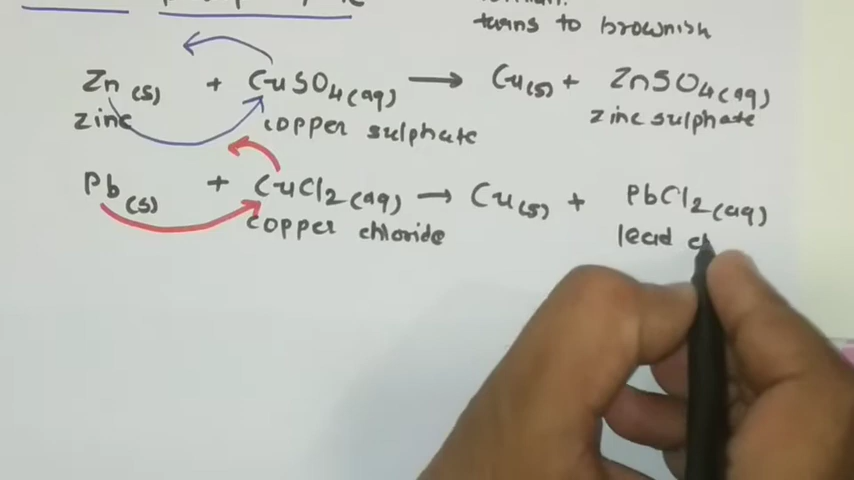 turns to brownish
Zn(s) + CuSO4(aq) → Cu(s) + ZnSO4(aq)
zinc copper sulphate zinc sulphate
Pb(s) + CuCl2(aq) → Cu(s) + PbCl2(aq)
copper chloride lead ch